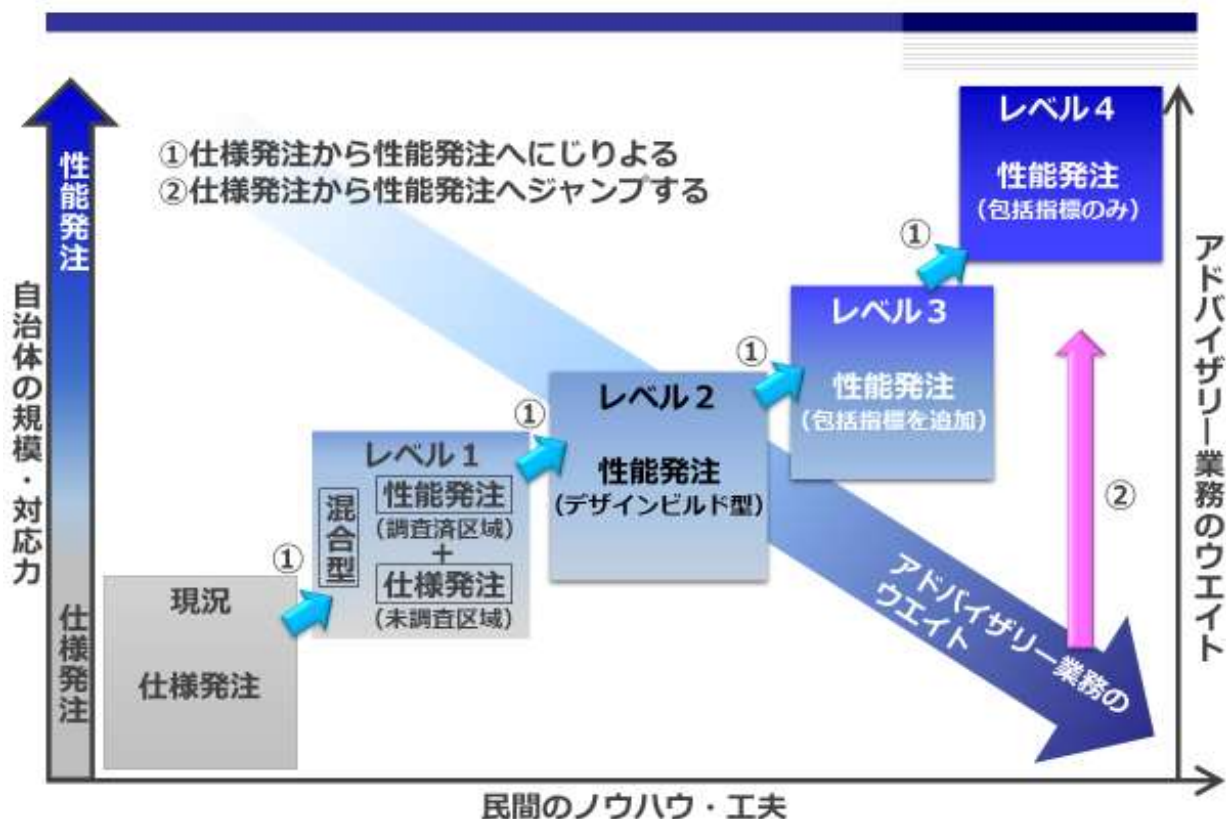 ①仕様発注から性能発注へにじりよる
②仕様発注から性能発注へジャンプする
性能発注
仕様発注
自治体の規模・対応力
現況
仕様発注
①
レベル１
混合型
性能発注
(調査済区域)
＋
仕様発注
(未調査区域)
①
レベル２
性能発注
(デザインビルド型)
①
レベル３
性能発注
(包括指標を追加)
①
レベル４
性能発注
(包括指標のみ)
②
アドバイザリー業務の
ウエイト
アドバイザリー業務のウエイト
民間のノウハウ・工夫